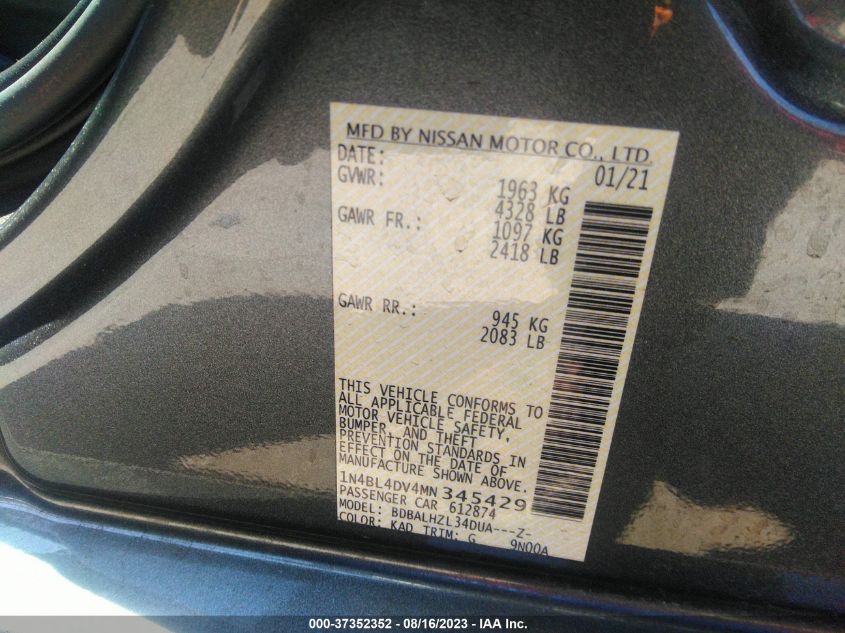 MFD BY NISSAN MOTOR CO., LTD.
DATE: 01/21
GVWR: 1963 KG
4328 LB
GAWR FR.: 1097 KG
2418 LB
GAWR RR.: 945 KG
2083 LB
THIS VEHICLE CONFORMS TO
ALL APPLICABLE FEDERAL
MOTOR VEHICLE SAFETY,
BUMPER, AND THEFT
PREVENTION STANDARDS IN
EFFECT ON THE DATE OF
MANUFACTURE SHOWN ABOVE.
1N4BL4DV4MN 345429
PASSENGER CAR 612874
MODEL: BDBALHZL34DUA---Z-
COLOR: KAD TRIM: G 9N00A
000-37352352 / 08/16/2023 - IAA Inc.